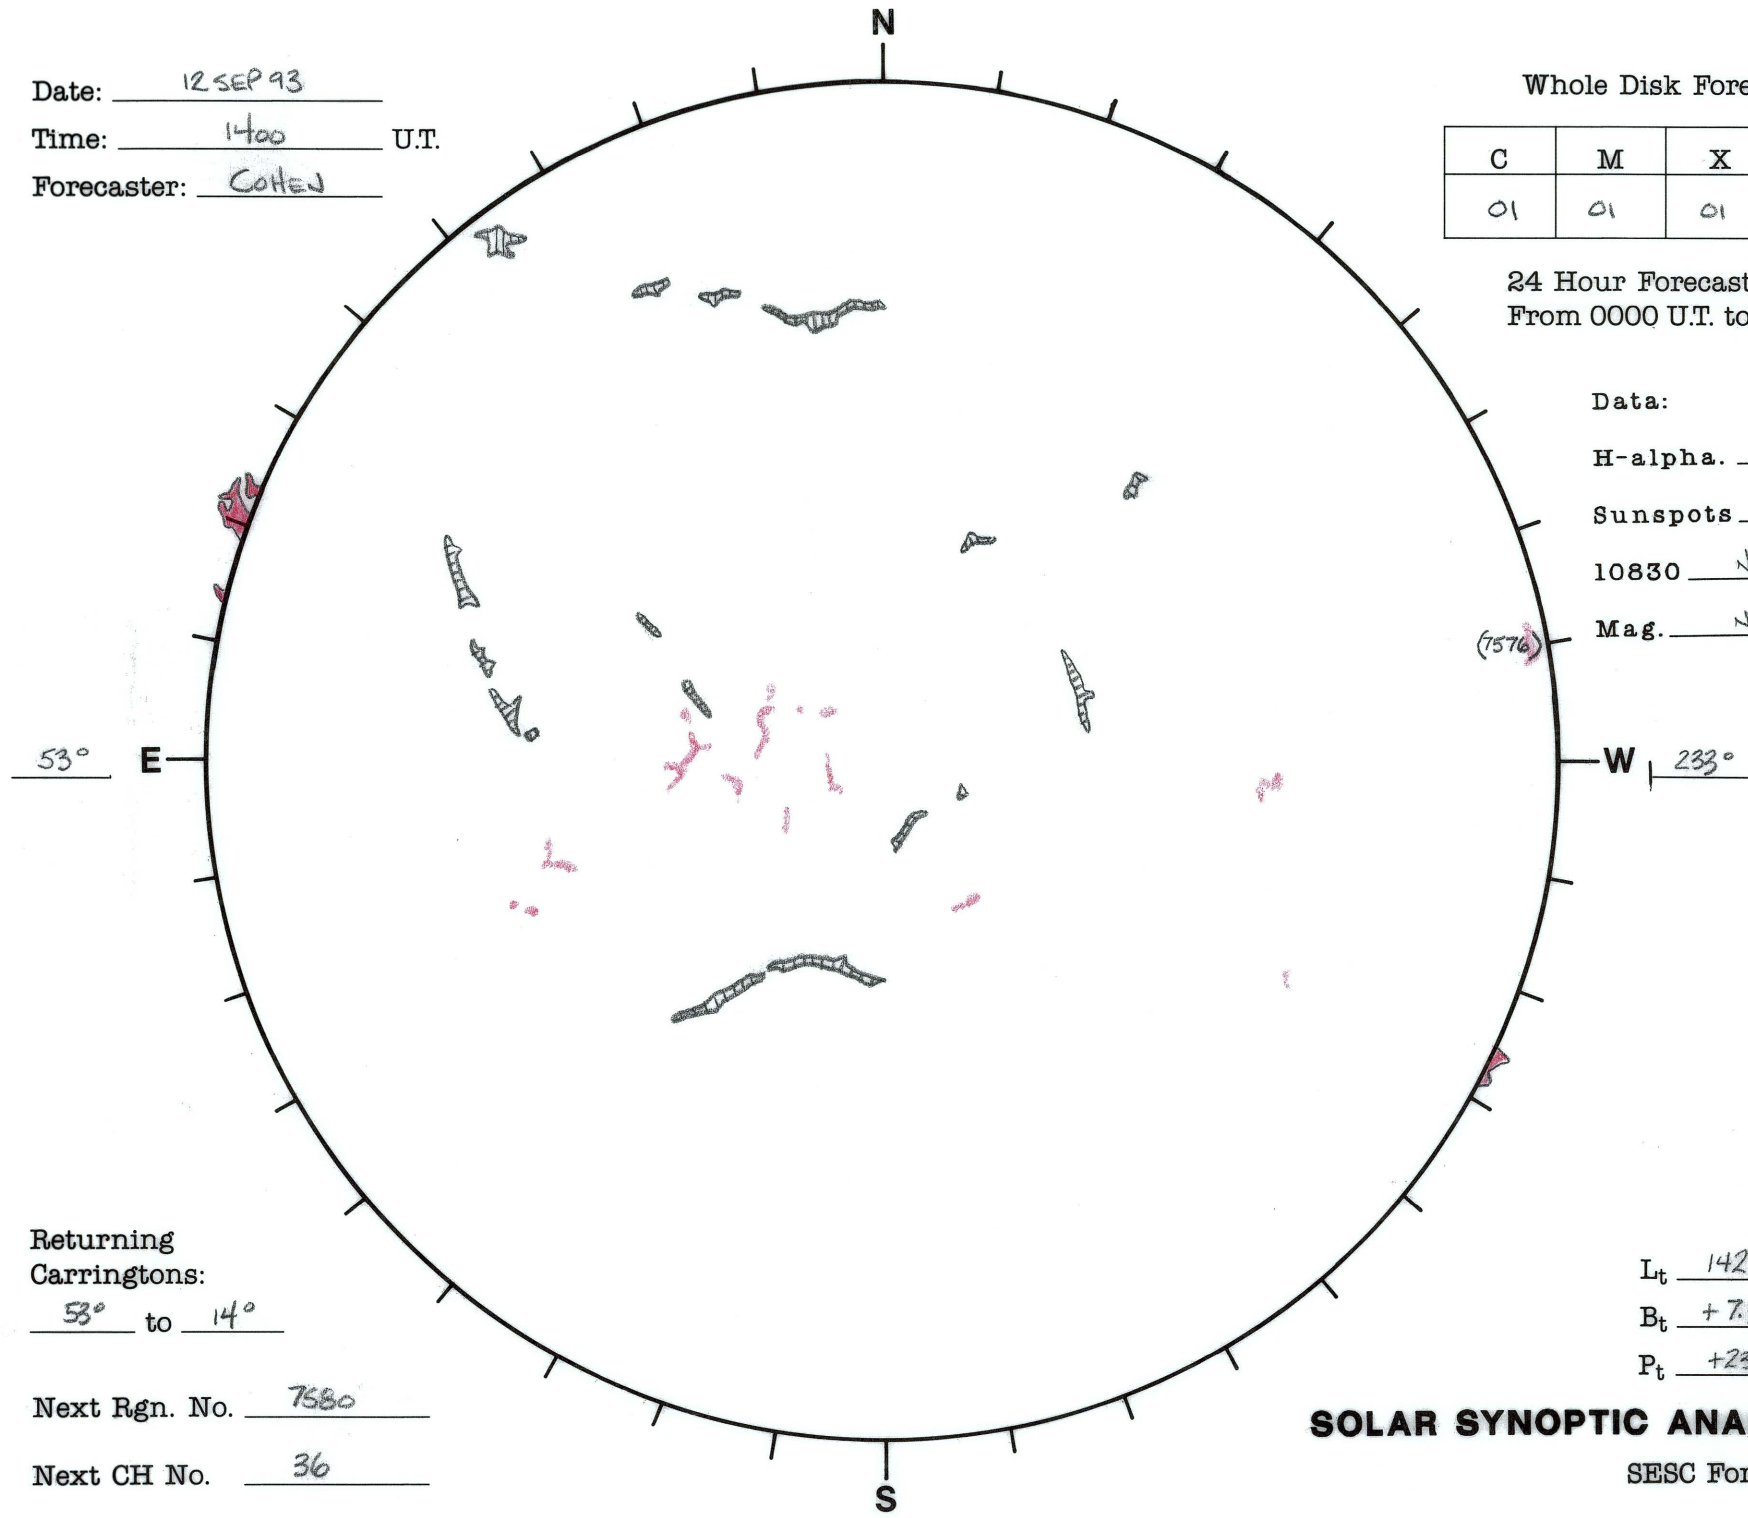 N
Date: 12 SEP 93
Time: 1400 U.T.
Forecaster: COHEN
Whole Disk Fore
C M X
01 01 01
24 Hour Forecast
From 0000 U.T. to
Data:
H-alpha.
Sunspots
10830 N
Mag. N
(7576)
53° E
W 233°
Returning
Carringtons:
53° to 14°
Next Rgn. No. 7580
Next CH No. 36
Lt 142
Bt +7.
Pt +23
SOLAR SYNOPTIC ANA
SESC For
S